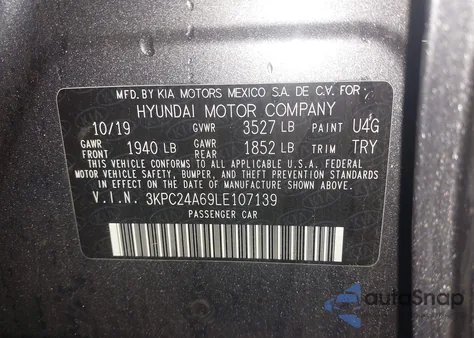 MFD. BY KIA MOTORS MEXICO S.A. DE C.V. FOR
HYUNDAI MOTOR COMPANY
10/19 GVWR 3527 LB PAINT U4G
GAWR FRONT 1940 LB GAWR REAR 1852 LB TRIM TRY
THIS VEHICLE CONFORMS TO ALL APPLICABLE U.S.A. FEDERAL
MOTOR VEHICLE SAFETY, BUMPER, AND THEFT PREVENTION STANDARDS
IN EFFECT ON THE DATE OF MANUFACTURE SHOWN ABOVE.
V.I.N. 3KPC24A69LE107139
PASSENGER CAR
autoSnap